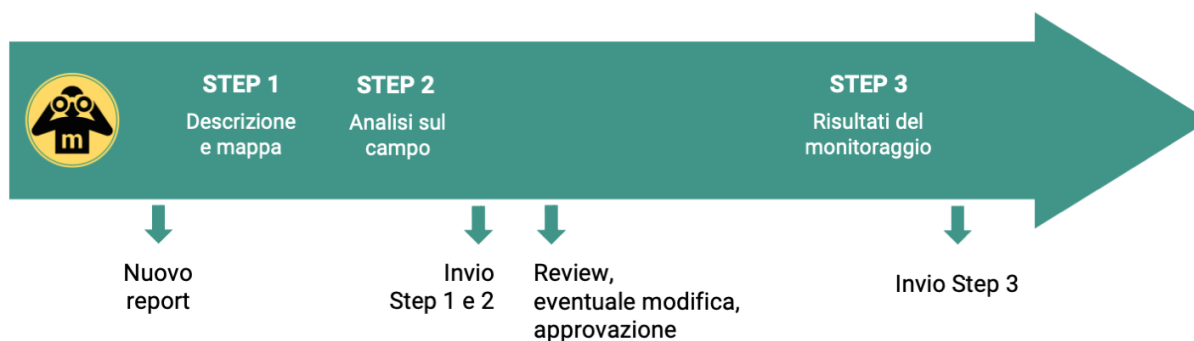 m
STEP 1
Descrizione
e mappa
STEP 2
Analisi sul
campo
STEP 3
Risultati del
monitoraggio
Nuovo
report
Invio
Step 1 e 2
Review,
eventuale modifica,
approvazione
Invio Step 3